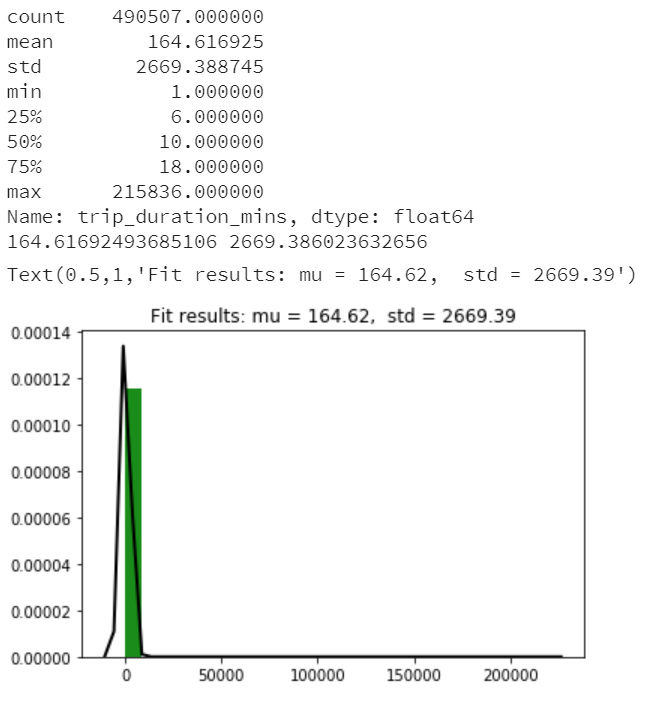 count 490507.000000
mean 164.616925
std 2669.388745
min 1.000000
25% 6.000000
50% 10.000000
75% 18.000000
max 215836.000000
Name: trip_duration_mins, dtype: float64
164.61692493685106 2669.386023632656
Text(0.5,1,'Fit results: mu = 164.62,  std = 2669.39')
Fit results: mu = 164.62,  std = 2669.39
0.00014
0.00012
0.00010
0.00008
0.00006
0.00004
0.00002
0.00000
0 50000 100000 150000 200000